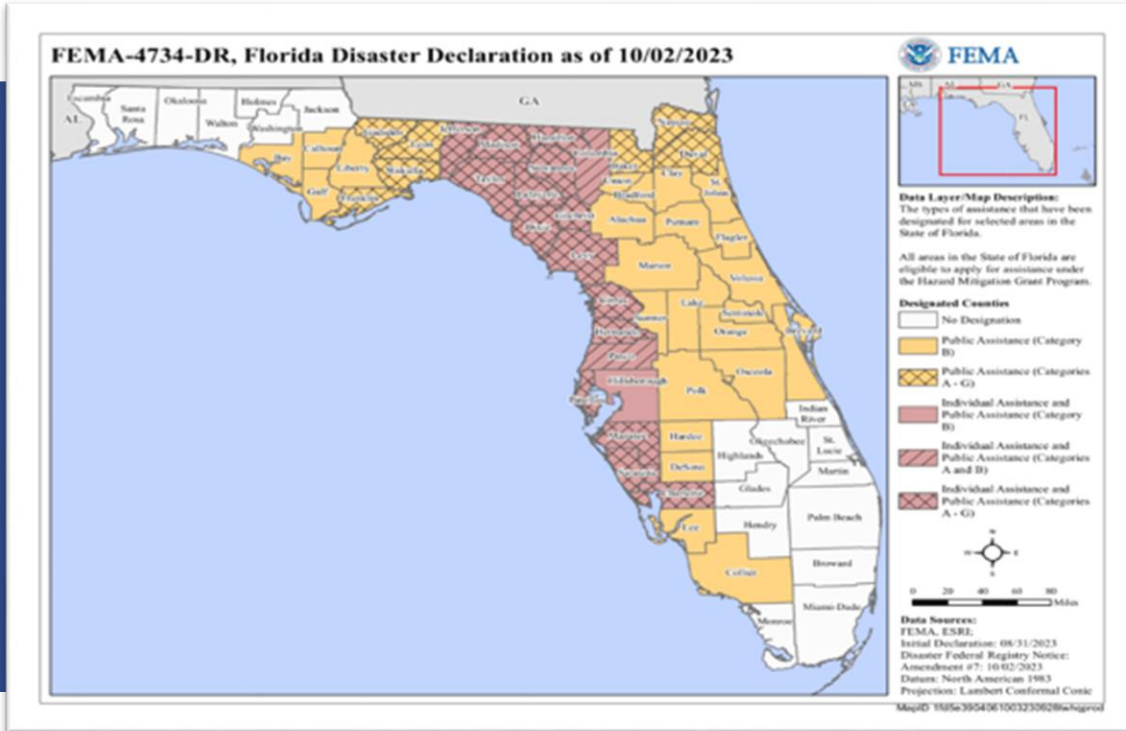 FEMA-4734-DR, Florida Disaster Declaration as of 10/02/2023
FEMA
GA
AL
Escambia
Santa
Rosa
Okaloosa
Holmes
Walton
Washington
Jackson
Bay
Calhoun
Gulf
Liberty
Franklin
Gadsden
Leon
Wakulla
Jefferson
Madison
Taylor
Hamilton
Suwannee
Lafayette
Columbia
Dixie
Gilchrist
Levy
Baker
Union
Bradford
Nassau
Duval
Clay
St.
Johns
Alachua
Putnam
Flagler
Marion
Volusia
Citrus
Sumter
Lake
Seminole
Orange
Brevard
Hernando
Pasco
Hillsborough
Pinellas
Polk
Osceola
Indian
River
Manatee
Hardee
Highlands
Okeechobee
St.
Lucie
Sarasota
DeSoto
Martin
Charlotte
Glades
Lee
Hendry
Palm Beach
Collier
Broward
Monroe
Miami-Dade
MS
AL
GA
FL
Data Layer/Map Description:
The types of assistance that have been
designated for selected areas in the
State of Florida.
All areas in the State of Florida are
eligible to apply for assistance under
the Hazard Mitigation Grant Program.
Designated Counties
No Designation
Public Assistance (Category
B)
Public Assistance (Categories
A - G)
Individual Assistance and
Public Assistance (Category
B)
Individual Assistance and
Public Assistance (Categories
A and B)
Individual Assistance and
Public Assistance (Categories
A - G)
N
W E
S
0 20 40 60 80
Miles
Data Sources:
FEMA, ESRI;
Initial Declaration: 08/31/2023
Disaster Federal Registry Notice:
Amendment #7: 10/02/2023
Datum: North American 1983
Projection: Lambert Conformal Conic
MapID